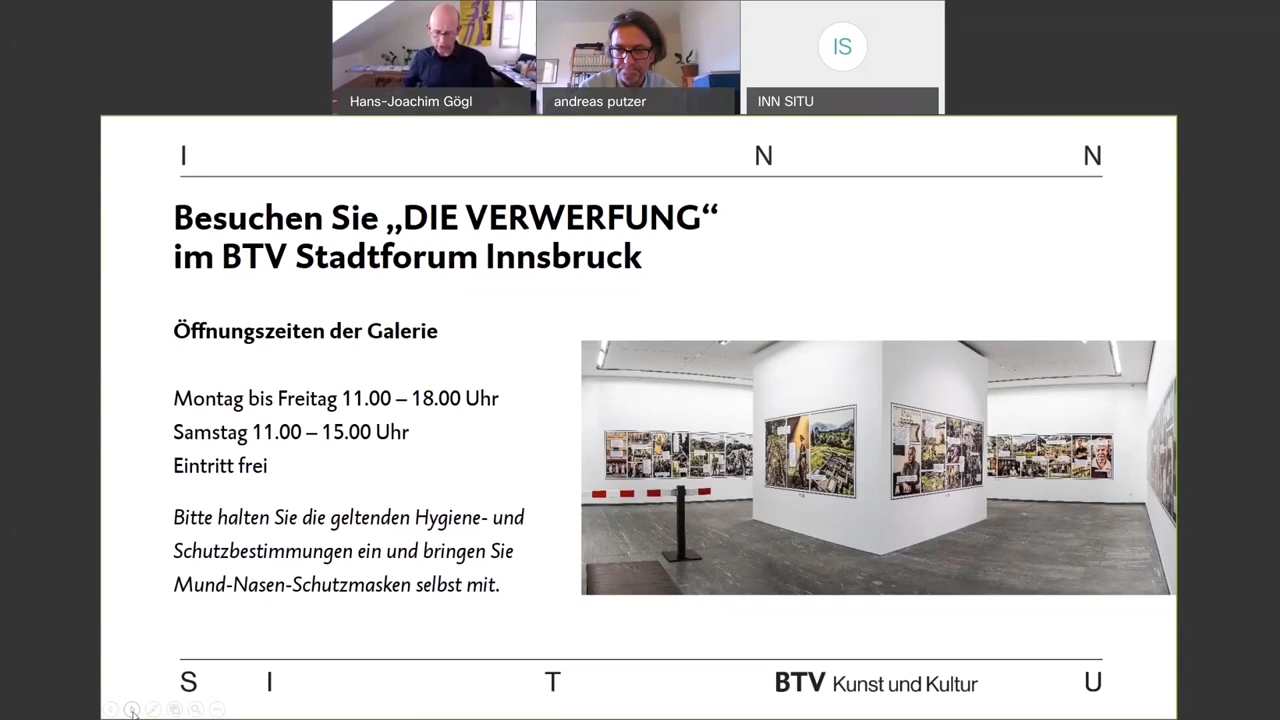 Hans-Joachim Gögl
andreas putzer
IS
INN SITU
I N N
Besuchen Sie „DIE VERWERFUNG“
im BTV Stadtforum Innsbruck
Öffnungszeiten der Galerie
Montag bis Freitag 11.00 – 18.00 Uhr
Samstag 11.00 – 15.00 Uhr
Eintritt frei
Bitte halten Sie die geltenden Hygiene- und
Schutzbestimmungen ein und bringen Sie
Mund-Nasen-Schutzmasken selbst mit.
S I T BTV Kunst und Kultur U